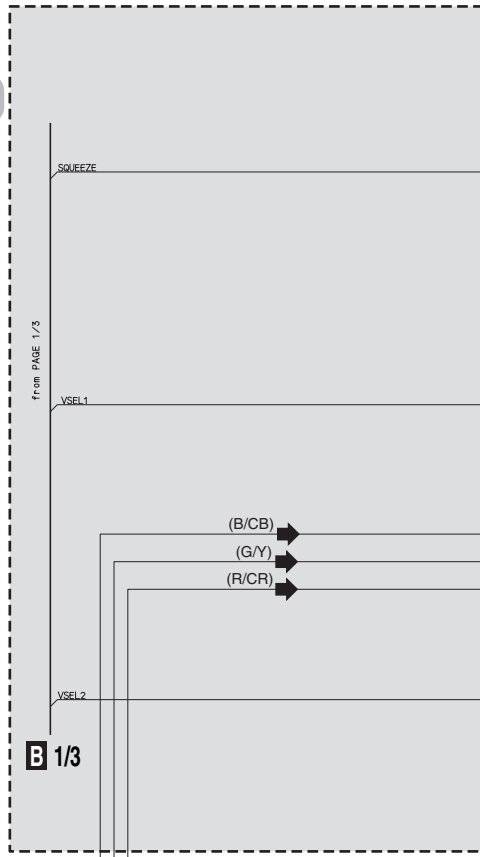 SQUEEZE
from PAGE 1/3
VSEL1
(B/CB)
(G/Y)
(R/CR)
VSEL2
B 1/3